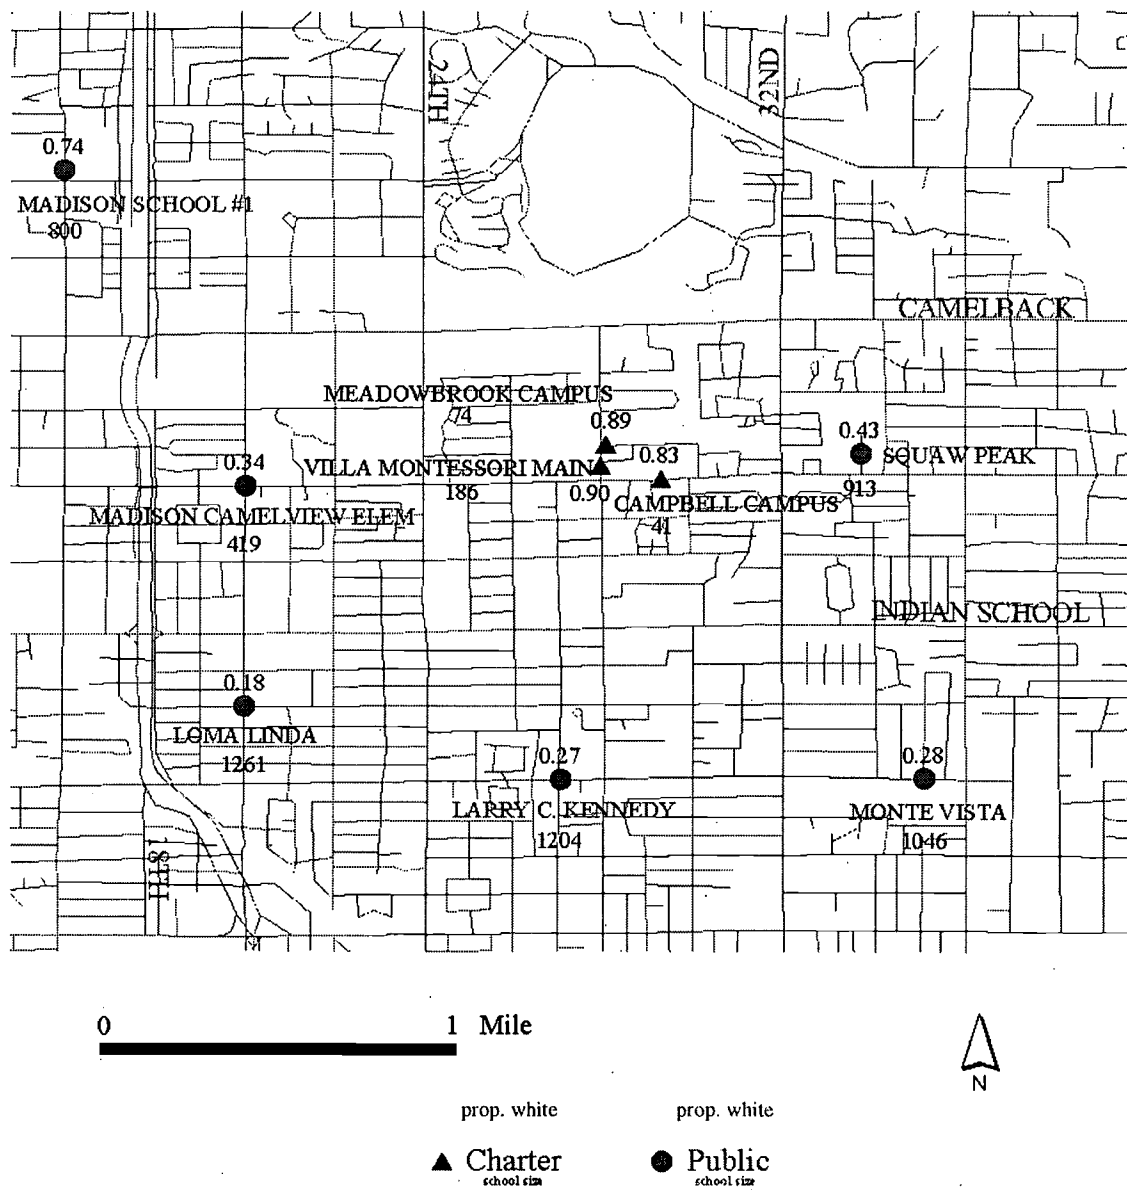 24TH
32ND
0.74
MADISON SCHOOL #1
800
CAMELBACK
MEADOWBROOK CAMPUS
74
0.89
0.43
SQUAW PEAK
913
0.34
VILLA MONTESSORI MAIN
0.83
186
0.90
CAMPBELL CAMPUS
41
MADISON CAMELVIEW ELEM
419
INDIAN SCHOOL
0.18
LOMA LINDA
1261
0.27
LARRY C. KENNEDY
1204
0.28
MONTE VISTA
1046
18TH
0 1 Mile
N
prop. white prop. white
Charter Public
school size school size